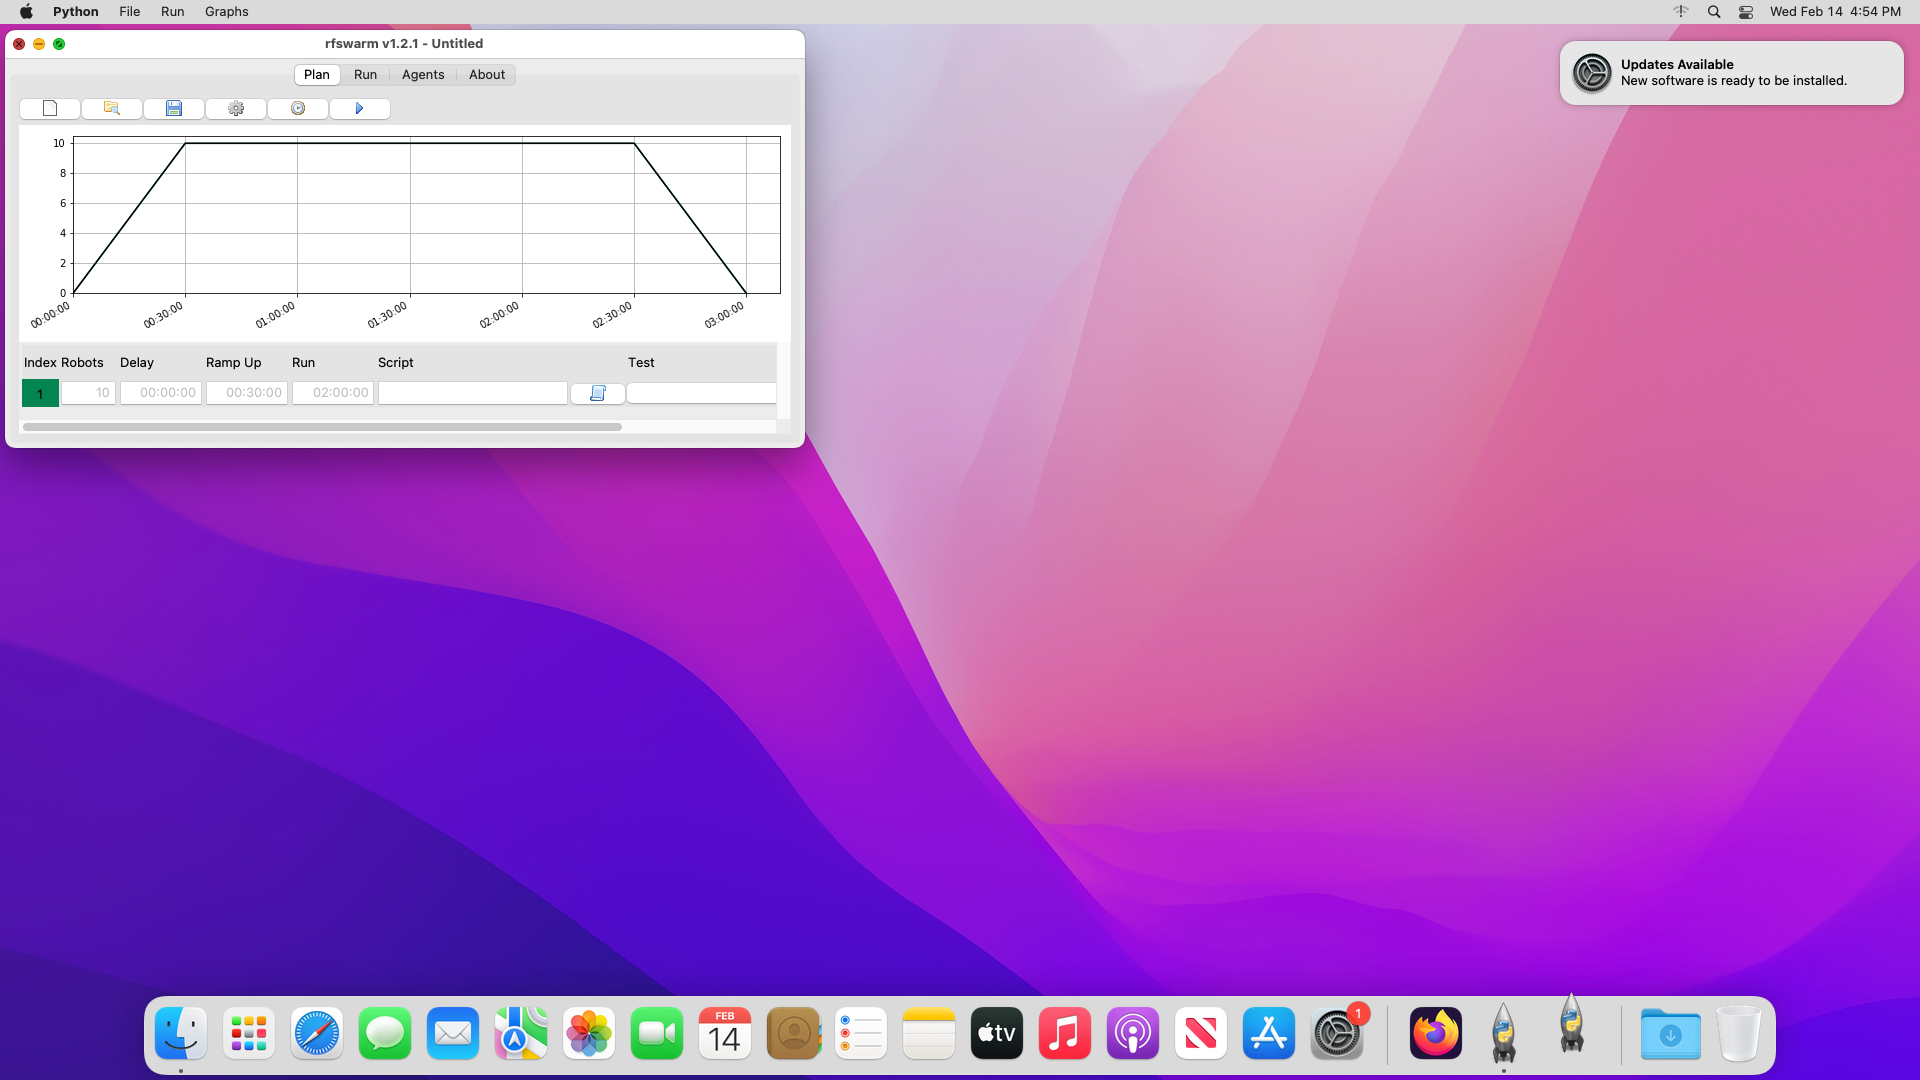 Python File Run Graphs
Wed Feb 14 4:54 PM
rfswarm v1.2.1 - Untitled
Plan Run Agents About
Updates Available
New software is ready to be installed.
10
8
6
4
2
0
00:00:00 00:30:00 01:00:00 01:30:00 02:00:00 02:30:00 03:00:00
Index Robots Delay Ramp Up Run Script Test
1 10 00:00:00 00:30:00 02:00:00
FEB
14
tv
1